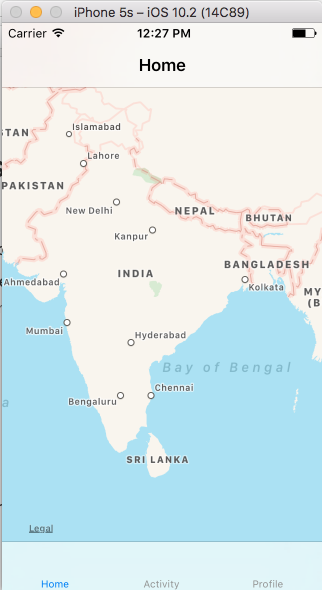 iPhone 5s – iOS 10.2 (14C89)
Carrier 12:27 PM
Home
Islamabad
STAN
Lahore
PAKISTAN
New Delhi
NEPAL
BHUTAN
Kanpur
BANGLADESH
INDIA
Ahmedabad
Kolkata
MY
(B
Mumbai
Hyderabad
Bay of Bengal
Chennai
Bengaluru
a
SRI LANKA
Legal
Home Activity Profile